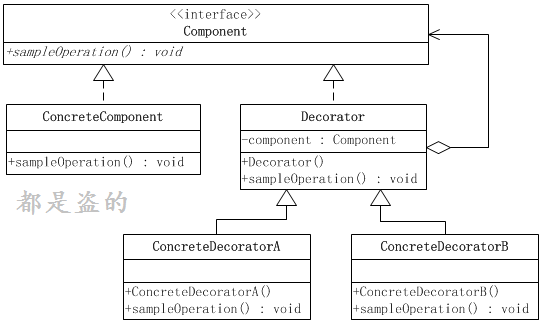 <<interface>>
Component
+sampleOperation() : void
ConcreteComponent
+sampleOperation() : void
Decorator
-component : Component
+Decorator()
+sampleOperation() : void
都是盗的
ConcreteDecoratorA
+ConcreteDecoratorA()
+sampleOperation() : void
ConcreteDecoratorB
+ConcreteDecoratorB()
+sampleOperation() : void